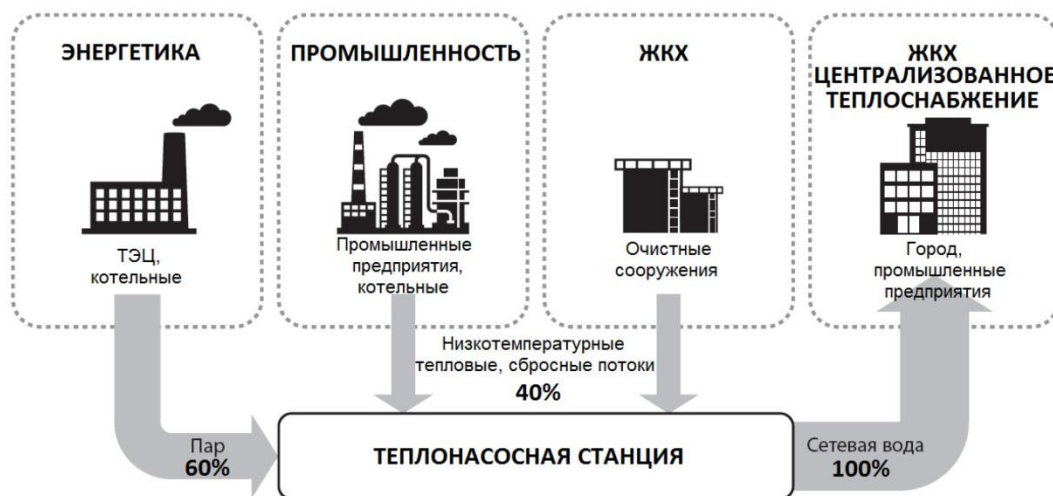 ЭНЕРГЕТИКА
ТЭЦ,
котельные
ПРОМЫШЛЕННОСТЬ
Промышленные
предприятия,
котельные
ЖКХ
Очистные
сооружения
ЖКХ
ЦЕНТРАЛИЗОВАННОЕ
ТЕПЛОСНАБЖЕНИЕ
Город,
промышленные
предприятия
Низкотемпературные
тепловые, сбросные потоки
40%
Пар
60%
ТЕПЛОНАСОСНАЯ СТАНЦИЯ
Сетевая вода
100%